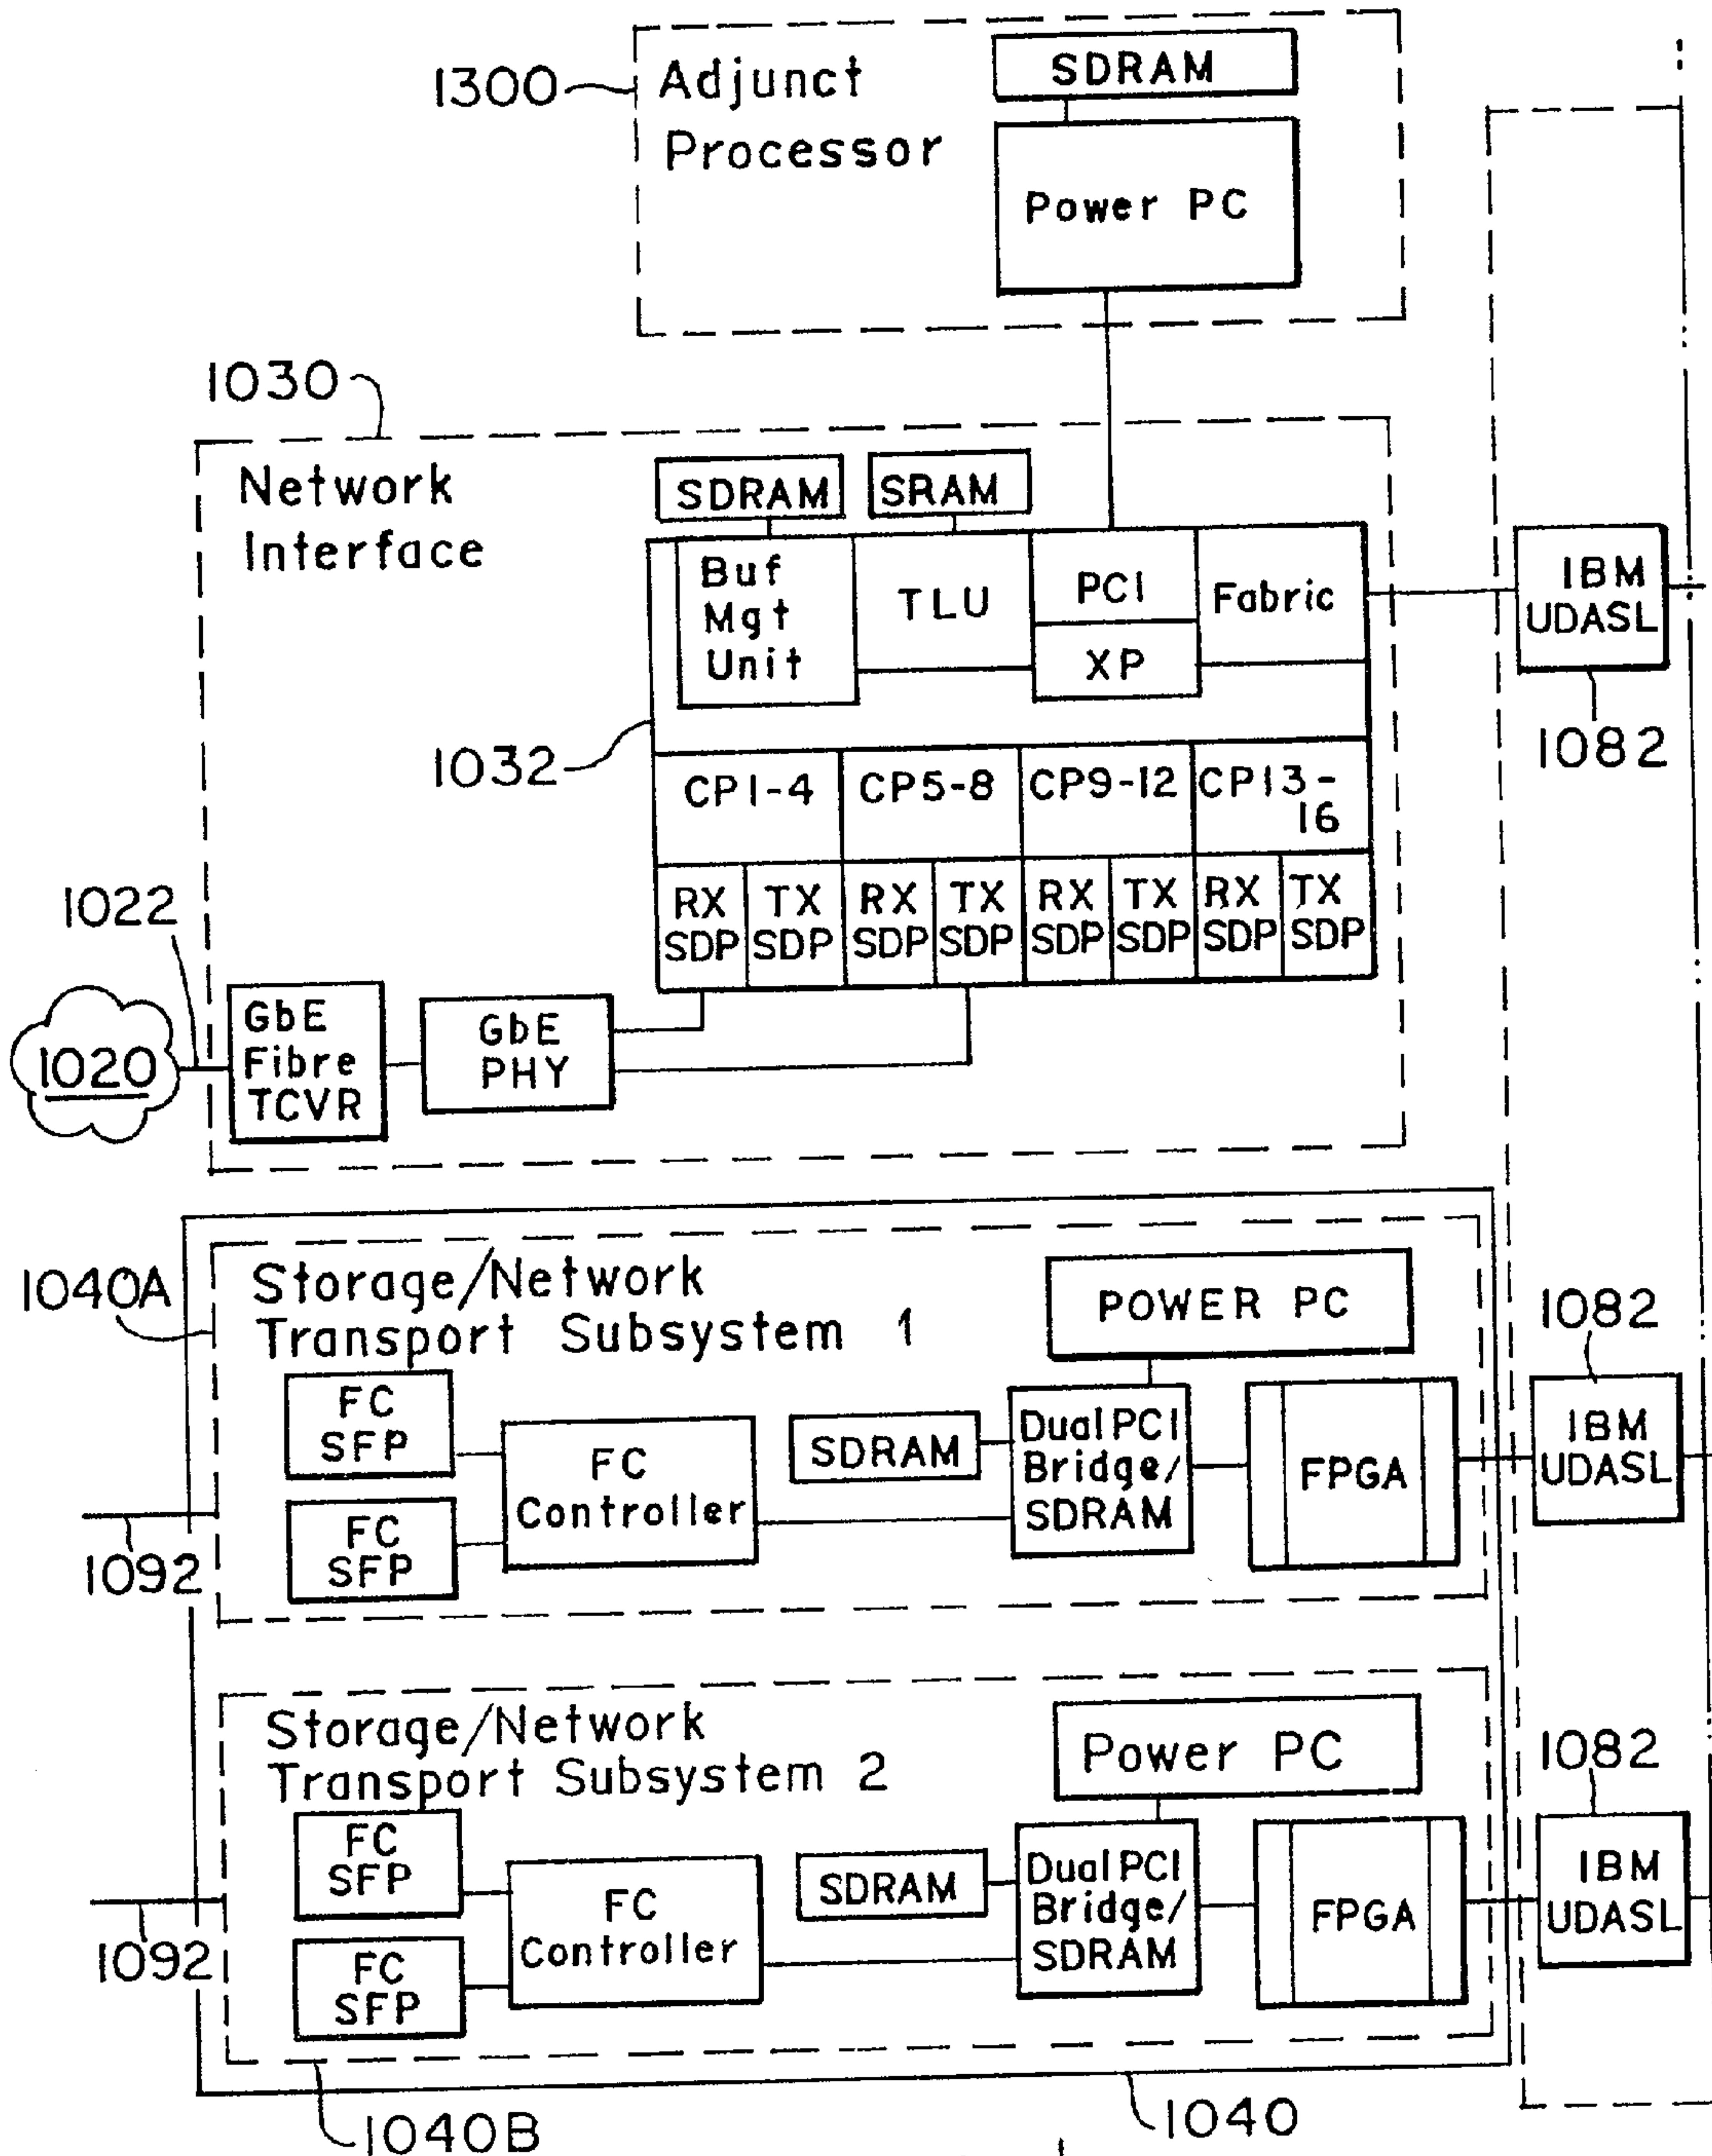 1300
Adjunct
Processor
SDRAM
Power PC
1030
Network
Interface
SDRAM
SRAM
Buf
Mgt
Unit
TLU
PCI
XP
Fabric
IBM
UDASL
1082
1032
CP1-4
CP5-8
CP9-12
CP13-
16
RX
SDP
TX
SDP
RX
SDP
TX
SDP
RX
SDP
TX
SDP
RX
SDP
TX
SDP
1022
1020
GbE
Fibre
TCVR
GbE
PHY
1040A
Storage/Network
Transport Subsystem 1
POWER PC
1082
FC
SFP
FC
SFP
FC
Controller
SDRAM
Dual PCI
Bridge/
SDRAM
FPGA
IBM
UDASL
1092
Storage/Network
Transport Subsystem 2
Power PC
1082
FC
SFP
FC
SFP
FC
Controller
SDRAM
Dual PCI
Bridge/
SDRAM
FPGA
IBM
UDASL
1092
1040B
1040